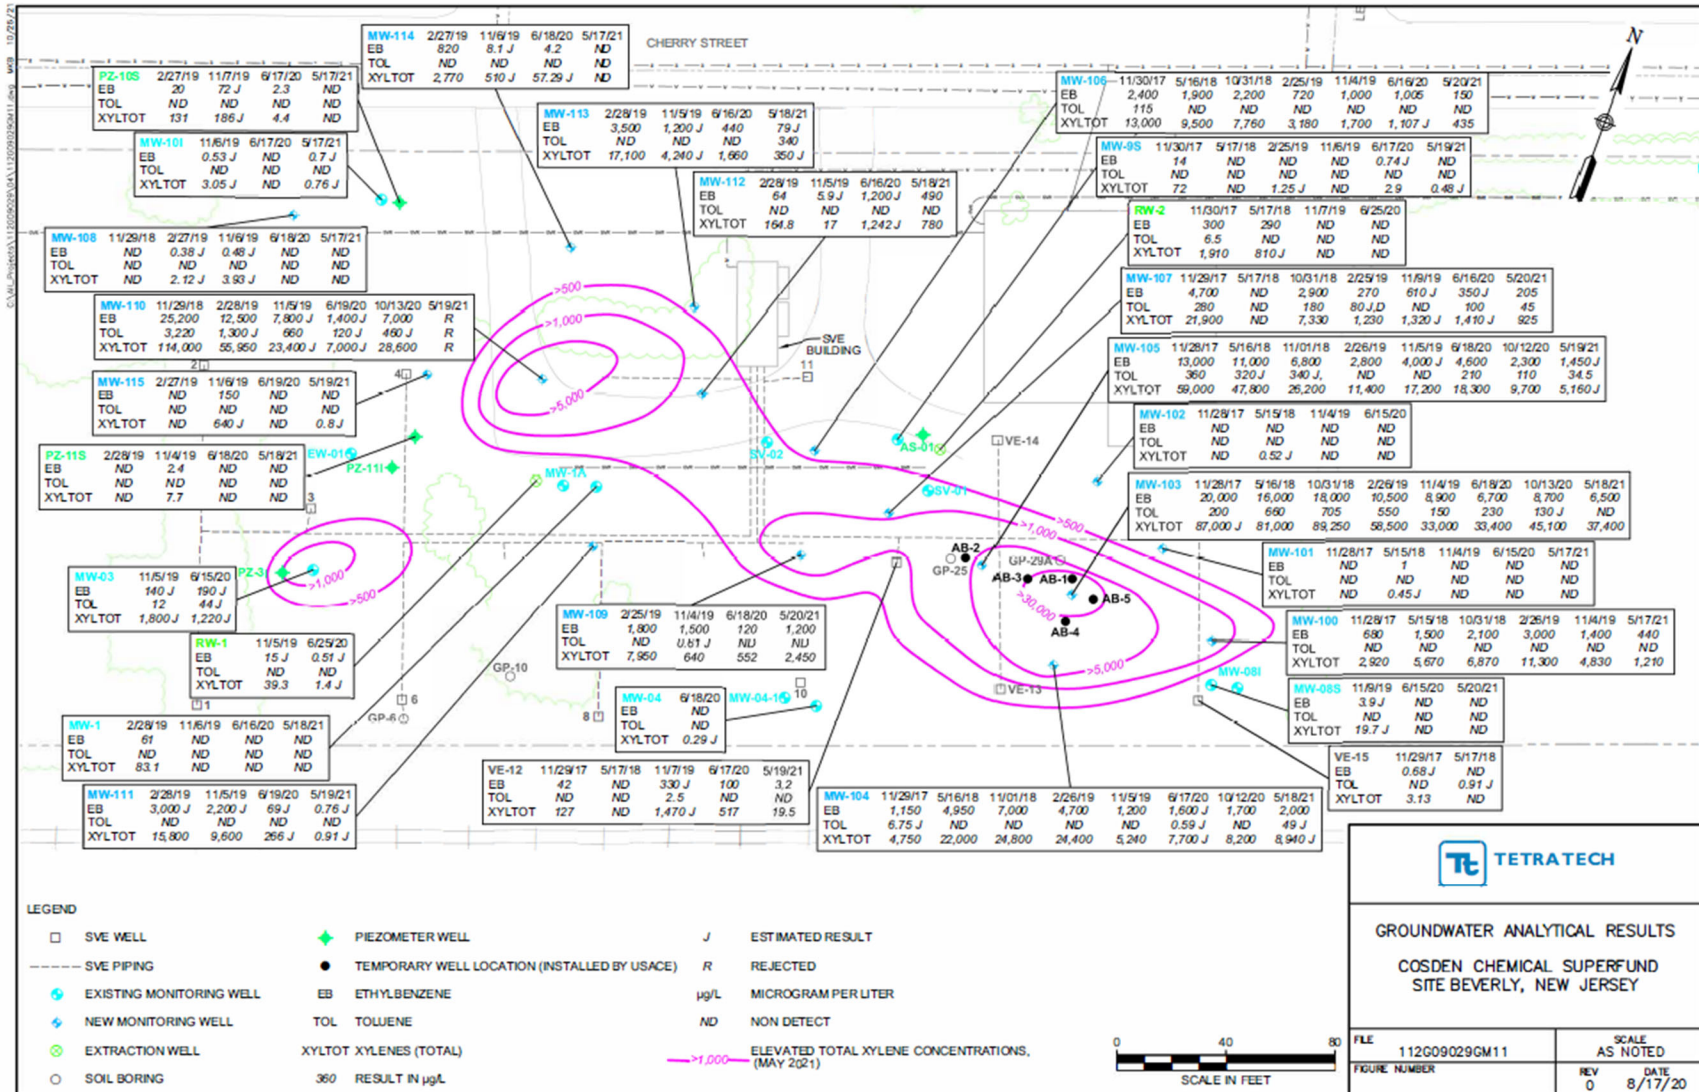 CHERRY STREET
N
MW-114 2/27/19 11/6/19 6/18/20 5/17/21
EB 820 8.1 J 4.2 ND
TOL ND ND ND ND
XYLTOT 2,770 510 J 57.29 J ND
PZ-10S 2/27/19 11/7/19 6/17/20 5/17/21
EB 20 72 J 2.3 ND
TOL ND ND ND ND
XYLTOT 131 186 J 4.4 ND
MW-10I 11/6/19 6/17/20 5/17/21
EB 0.53 J ND 0.7 J
TOL ND ND ND
XYLTOT 3.05 J ND 0.76 J
MW-113 2/28/19 11/5/19 6/16/20 5/18/21
EB 3,500 1,200 J 440 79 J
TOL ND ND ND 340
XYLTOT 17,100 4,240 J 1,660 350 J
MW-112 2/28/19 11/5/19 6/16/20 5/18/21
EB 64 5.9 J 1,200 J 490
TOL ND ND ND ND
XYLTOT 164.8 17 1,242 J 780
MW-106 11/30/17 5/16/18 10/31/18 2/25/19 11/4/19 6/16/20 5/20/21
EB 2,400 1,900 2,200 720 1,000 1,005 150
TOL 115 ND ND ND ND ND ND
XYLTOT 13,000 9,500 7,760 3,180 1,700 1,107 J 435
MW-9S 11/30/17 5/17/18 2/25/19 11/6/19 6/17/20 5/19/21
EB 14 ND ND ND 0.74 J ND
TOL ND ND ND ND ND ND
XYLTOT 72 ND 1.25 J ND 2.9 0.48 J
RW-2 11/30/17 5/17/18 11/7/19 6/25/20
EB 300 290 ND ND
TOL 6.5 ND ND ND
XYLTOT 1,910 810 J ND ND
MW-108 11/29/18 2/27/19 11/6/19 6/18/20 5/17/21
EB ND 0.38 J 0.48 J ND ND
TOL ND ND ND ND ND
XYLTOT ND 2.12 J 3.93 J ND ND
MW-107 11/29/17 5/17/18 10/31/18 2/25/19 11/9/19 6/16/20 5/20/21
EB 4,700 ND 2,900 270 610 J 350 J 205
TOL 280 ND 180 80 J,D ND 100 45
XYLTOT 21,900 ND 7,330 1,230 1,320 J 1,410 J 925
MW-110 11/29/18 2/28/19 11/5/19 6/19/20 10/13/20 5/19/21
EB 25,200 12,500 7,800 J 1,400 J 7,000 R
TOL 3,220 1,300 J 660 120 J 460 J R
XYLTOT 114,000 55,950 23,400 J 7,000 J 28,600 R
MW-105 11/28/17 5/16/18 11/01/18 2/26/19 11/5/19 6/18/20 10/12/20 5/19/21
EB 13,000 11,000 6,800 2,800 4,000 J 4,600 2,300 1,450 J
TOL 360 320 J 340 J, ND ND 210 110 34.5
XYLTOT 59,000 47,800 26,200 11,400 17,200 18,300 9,700 5,160 J
MW-115 2/27/19 11/6/19 6/19/20 5/19/21
EB ND 150 ND ND
TOL ND ND ND ND
XYLTOT ND 640 J ND 0.8 J
MW-102 11/28/17 5/15/18 11/4/19 6/15/20
EB ND ND ND ND
TOL ND ND ND ND
XYLTOT ND 0.52 J ND ND
PZ-11S 2/28/19 11/4/19 6/18/20 5/18/21
EB ND 2.4 ND ND
TOL ND ND ND ND
XYLTOT ND 7.7 ND ND
MW-103 11/28/17 5/16/18 10/31/18 2/26/19 11/4/19 6/18/20 10/13/20 5/18/21
EB 20,000 16,000 18,000 10,500 8,900 6,700 8,700 6,500
TOL 200 660 705 550 150 230 130 J ND
XYLTOT 87,000 J 81,000 89,250 58,500 33,000 33,400 45,100 37,400
MW-101 11/28/17 5/15/18 11/4/19 6/15/20 5/17/21
EB ND 1 ND ND ND
TOL ND ND ND ND ND
XYLTOT ND 0.45 J ND ND ND
MW-03 11/5/19 6/15/20
EB 140 J 190 J
TOL 12 44 J
XYLTOT 1,800 J 1,220 J
RW-1 11/5/19 6/25/20
EB 15 J 0.51 J
TOL ND ND
XYLTOT 39.3 1.4 J
MW-109 2/25/19 11/4/19 6/18/20 5/20/21
EB 1,800 1,500 120 1,200
TOL ND 0.61 J ND ND
XYLTOT 7,950 640 552 2,450
MW-100 11/28/17 5/15/18 10/31/18 2/26/19 11/4/19 5/17/21
EB 680 1,500 2,100 3,000 1,400 440
TOL ND ND ND ND ND ND
XYLTOT 2,920 5,670 6,870 11,300 4,830 1,210
MW-08S 11/9/19 6/15/20 5/20/21
EB 3.9 J ND ND
TOL ND ND ND
XYLTOT 19.7 J ND ND
MW-04 6/18/20
EB ND
TOL ND
XYLTOT 0.29 J
MW-1 2/28/19 11/6/19 6/16/20 5/18/21
EB 61 ND ND ND
TOL ND ND ND ND
XYLTOT 83.1 ND ND ND
MW-111 2/28/19 11/5/19 6/19/20 5/19/21
EB 3,000 J 2,200 J 69 J 0.76 J
TOL ND ND ND ND
XYLTOT 15,800 9,600 266 J 0.91 J
VE-12 11/29/17 5/17/18 11/7/19 6/17/20 5/19/21
EB 42 ND 330 J 100 3.2
TOL ND ND 2.5 ND ND
XYLTOT 127 ND 1,470 J 517 19.5
MW-104 11/29/17 5/16/18 11/01/18 2/26/19 11/5/19 6/17/20 10/12/20 5/18/21
EB 1,150 4,950 7,000 4,700 1,200 1,600 J 1,700 2,000
TOL 6.75 J ND ND ND ND 0.59 J ND 49 J
XYLTOT 4,750 22,000 24,800 24,400 5,240 7,700 J 8,200 8,940 J
VE-15 11/29/17 5/17/18
EB 0.68 J ND
TOL ND 0.91 J
XYLTOT 3.13 ND
>500
>1,000
>5,000
SVE
BUILDING
11
2
4
EW-01
PZ-11I
MW-1A
SV-02
AS-01
SV-01
VE-14
3
PZ-3
>1,000
>500
>1,000
>500
AB-2
GP-25
GP-29A
AB-3
AB-1
AB-5
>30,000
AB-4
>5,000
MW-08I
VE-13
GP-10
MW-04-1
10
1
6
GP-6
8
LEGEND
SVE WELL
SVE PIPING
EXISTING MONITORING WELL
NEW MONITORING WELL
EXTRACTION WELL
SOIL BORING
PIEZOMETER WELL
TEMPORARY WELL LOCATION (INSTALLED BY USACE)
EB ETHYLBENZENE
TOL TOLUENE
XYLTOT XYLENES (TOTAL)
360 RESULT IN µg/L
J ESTIMATED RESULT
R REJECTED
µg/L MICROGRAM PER LITER
ND NON DETECT
>1,000 ELEVATED TOTAL XYLENE CONCENTRATIONS,
(MAY 2021)
0 40 80
SCALE IN FEET
Tt TETRA TECH
GROUNDWATER ANALYTICAL RESULTS
COSDEN CHEMICAL SUPERFUND
SITE BEVERLY, NEW JERSEY
FILE 112G09029GM11
SCALE AS NOTED
FIGURE NUMBER
REV 0
DATE 8/17/20